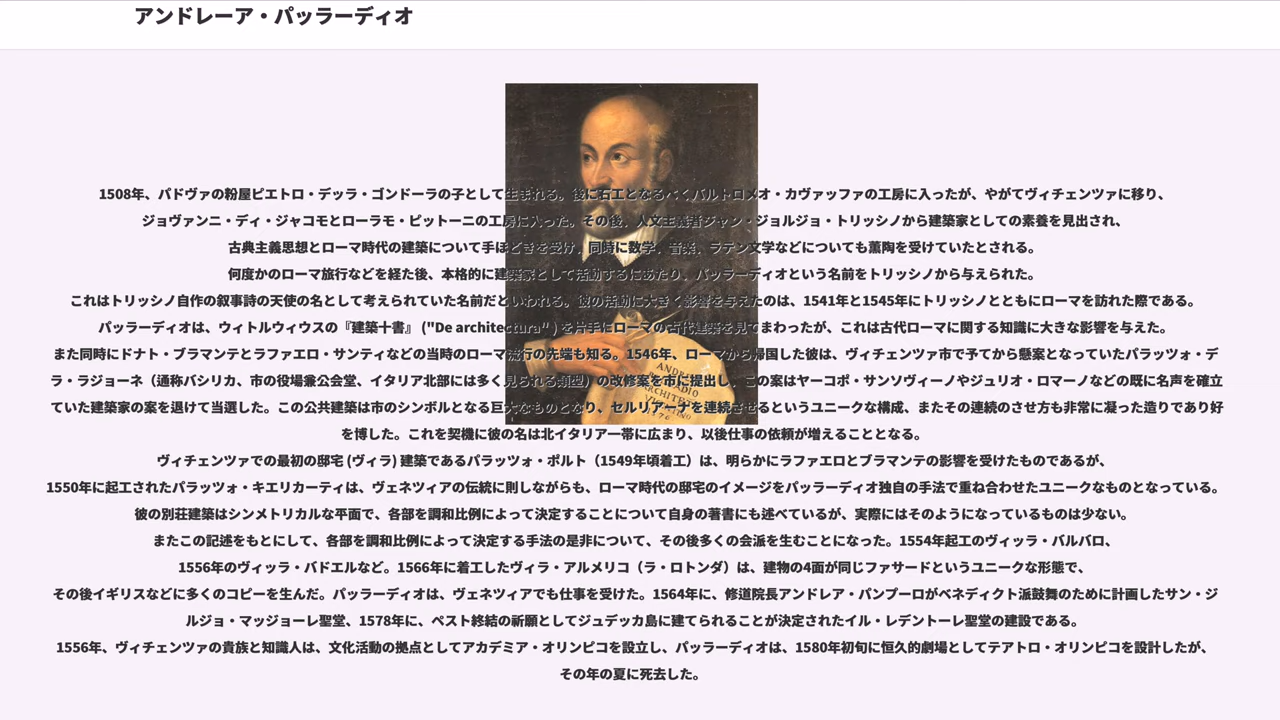 アンドレーア・パッラーディオ
1508年、パドヴァの粉屋ピエトロ・デッラ・ゴンドーラの子として生まれる。後に石工となるべくバルトロメオ・カヴァッファの工房に入ったが、やがてヴィチェンツァに移り、
ジョヴァンニ・ディ・ジャコモとローラモ・ピットーニの工房に入った。その後、人文主義者ジャン・ジョルジョ・トリッシノから建築家としての素養を見出され、
古典主義思想とローマ時代の建築について手ほどきを受け、同時に数学、音楽、ラテン文学などについても薫陶を受けていたとされる。
何度かのローマ旅行などを経た後、本格的に建築家として活動するにあたり、パッラーディオという名前をトリッシノから与えられた。
これはトリッシノ自作の叙事詩の天使の名として考えられていた名前だといわれる。彼の活動に大きく影響を与えたのは、1541年と1545年にトリッシノとともにローマを訪れた際である。
パッラーディオは、ウィトルウィウスの『建築十書』 ("De architectura" ) を片手にローマの古代建築を見てまわったが、これは古代ローマに関する知識に大きな影響を与えた。
また同時にドナト・ブラマンテとラファエロ・サンティなどの当時のローマ流行の先端も知る。1546年、ローマから帰国した彼は、ヴィチェンツァ市で予てから懸案となっていたパラッツォ・デ
ラ・ラジョーネ（通称バシリカ、市の役場兼公会堂、イタリア北部には多く見られる類型）の改修案を市に提出し、この案はヤーコポ・サンソヴィーノやジュリオ・ロマーノなどの既に名声を確立
ていた建築家の案を退けて当選した。この公共建築は市のシンボルとなる巨大なものとなり、セルリアーナを連続させるというユニークな構成、またその連続のさせ方も非常に凝った造りであり好
を博した。これを契機に彼の名は北イタリア一帯に広まり、以後仕事の依頼が増えることとなる。
ヴィチェンツァでの最初の邸宅 (ヴィラ) 建築であるパラッツォ・ポルト（1549年頃着工）は、明らかにラファエロとブラマンテの影響を受けたものであるが、
1550年に起工されたパラッツォ・キエリカーティは、ヴェネツィアの伝統に則しながらも、ローマ時代の邸宅のイメージをパッラーディオ独自の手法で重ね合わせたユニークなものとなっている。
彼の別荘建築はシンメトリカルな平面で、各部を調和比例によって決定することについて自身の著書にも述べているが、実際にはそのようになっているものは少ない。
またこの記述をもとにして、各部を調和比例によって決定する手法の是非について、その後多くの会派を生むことになった。1554年起工のヴィッラ・バルバロ、
1556年のヴィッラ・バドエルなど。1566年に着工したヴィラ・アルメリコ（ラ・ロトンダ）は、建物の4面が同じファサードというユニークな形態で、
その後イギリスなどに多くのコピーを生んだ。パッラーディオは、ヴェネツィアでも仕事を受けた。1564年に、修道院長アンドレア・パンプーロがベネディクト派鼓舞のために計画したサン・ジ
ルジョ・マッジョーレ聖堂、1578年に、ペスト終結の祈願としてジュデッカ島に建てられることが決定されたイル・レデントーレ聖堂の建設である。
1556年、ヴィチェンツァの貴族と知識人は、文化活動の拠点としてアカデミア・オリンピコを設立し、パッラーディオは、1580年初旬に恒久的劇場としてテアトロ・オリンピコを設計したが、
その年の夏に死去した。